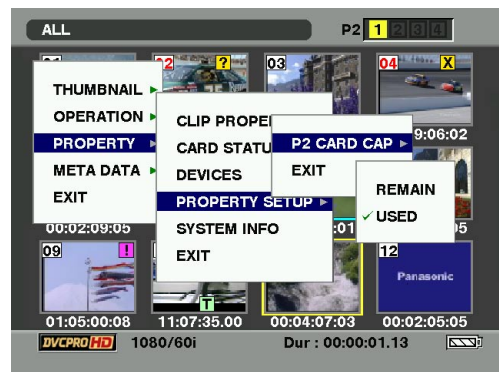 ALL P2 1 2 3 4
02 ? 03 04 X
THUMBNAIL
OPERATION
PROPERTY
META DATA
EXIT
CLIP PROPE
CARD STATU
DEVICES
PROPERTY SETUP
SYSTEM INFO
EXIT
P2 CARD CAP
EXIT
REMAIN
✓ USED
9:06:02
00:02:09:05 :01 05
09 ! 12
T Panasonic
01:05:00:08 11:07:35.00 00:04:07:03 00:02:05:05
DVCPRO HD 1080/60i Dur : 00:00:01.13